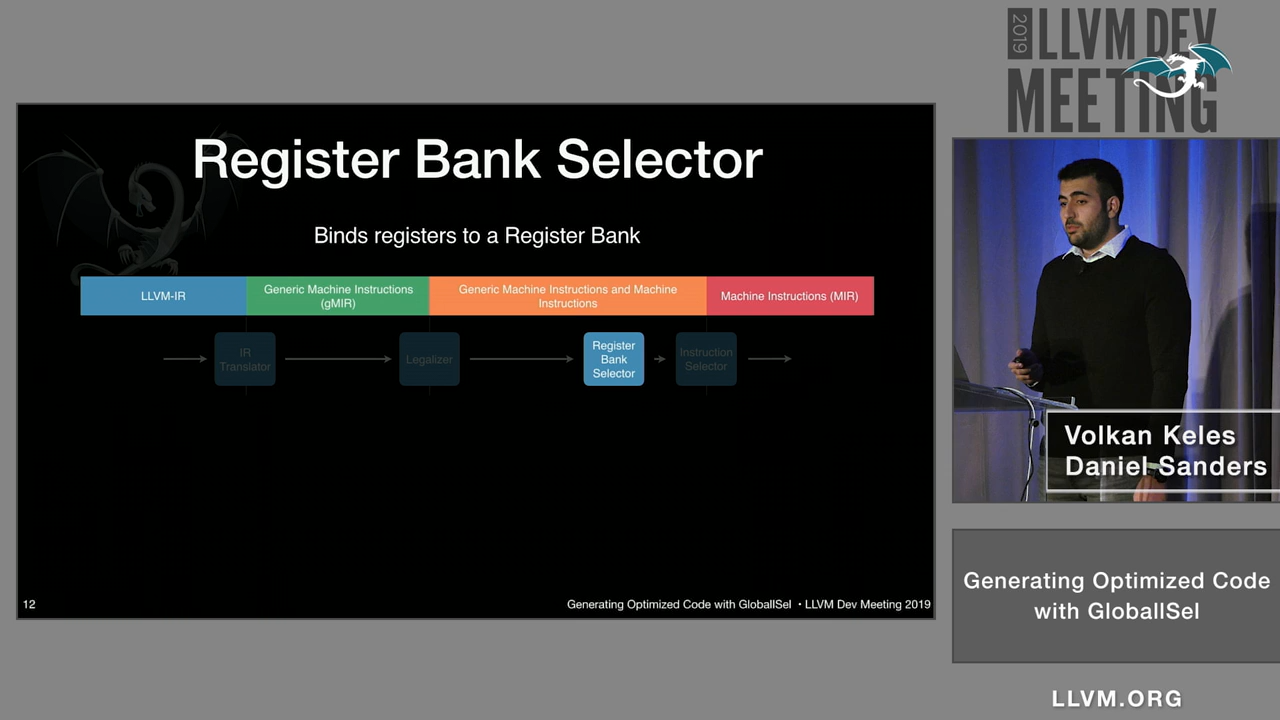 2019
LLVM DEV
MEETING
Register Bank Selector
Binds registers to a Register Bank
LLVM-IR
Generic Machine Instructions
(gMIR)
Generic Machine Instructions and Machine
Instructions
Machine Instructions (MIR)
IR
Translator
Legalizer
Register
Bank
Selector
Instruction
Selector
12
Generating Optimized Code with GlobalISel • LLVM Dev Meeting 2019
Volkan Keles
Daniel Sanders
Generating Optimized Code
with GlobalISel
LLVM.ORG